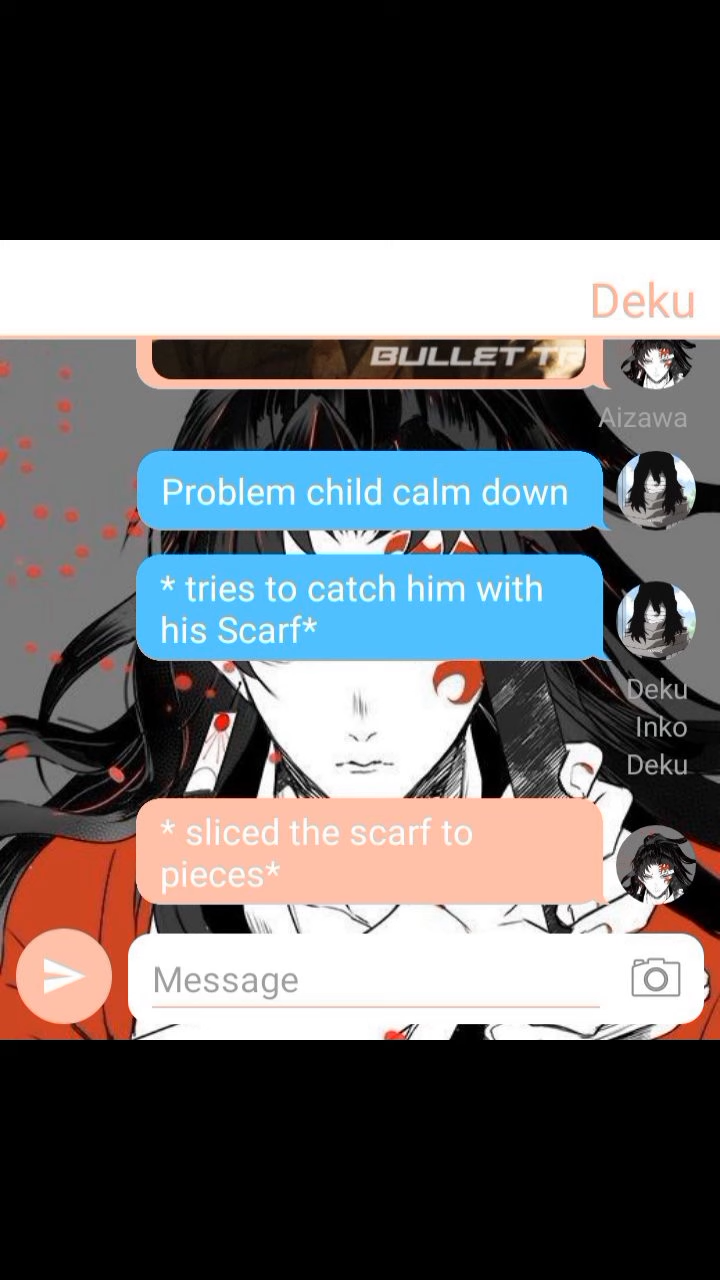 Deku
BULLET TR
Aizawa
Problem child calm down
* tries to catch him with
his Scarf*
Deku
Inko
Deku
* sliced the scarf to
pieces*
Message